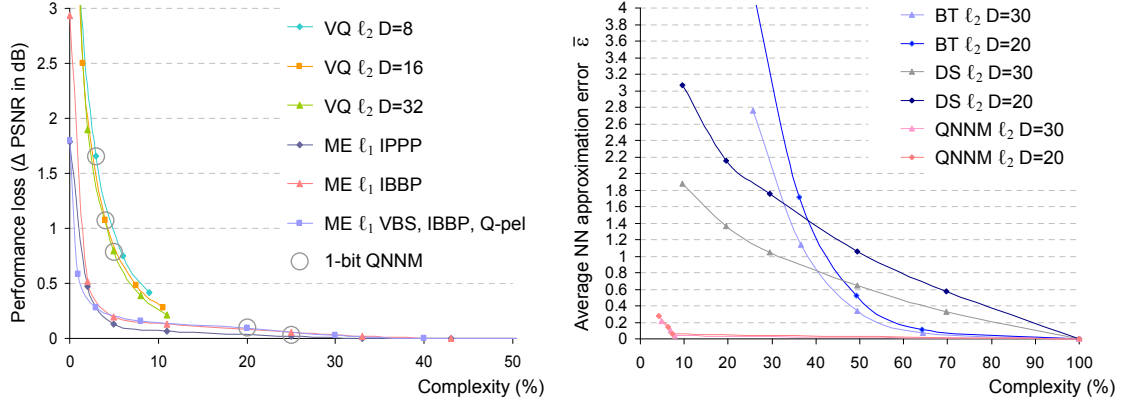 Performance loss (Δ PSNR in dB)
3
2.5
2
1.5
1
0.5
0
0 10 20 30 40 50
Complexity (%)
VQ ℓ2 D=8
VQ ℓ2 D=16
VQ ℓ2 D=32
ME ℓ1 IPPP
ME ℓ1 IBBP
ME ℓ1 VBS, IBBP, Q-pel
1-bit QNNM
Average NN approximation error ε̅
4
3.8
3.6
3.4
3.2
3
2.8
2.6
2.4
2.2
2
1.8
1.6
1.4
1.2
1
0.8
0.6
0.4
0.2
0
0 10 20 30 40 50 60 70 80 90 100
Complexity (%)
BT ℓ2 D=30
BT ℓ2 D=20
DS ℓ2 D=30
DS ℓ2 D=20
QNNM ℓ2 D=30
QNNM ℓ2 D=20